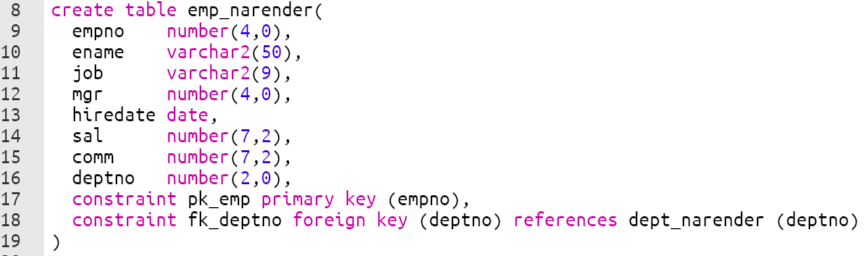 8 create table emp_narender(
9 empno number(4,0),
10 ename varchar2(50),
11 job varchar2(9),
12 mgr number(4,0),
13 hiredate date,
14 sal number(7,2),
15 comm number(7,2),
16 deptno number(2,0),
17 constraint pk_emp primary key (empno),
18 constraint fk_deptno foreign key (deptno) references dept_narender (deptno)
19 )